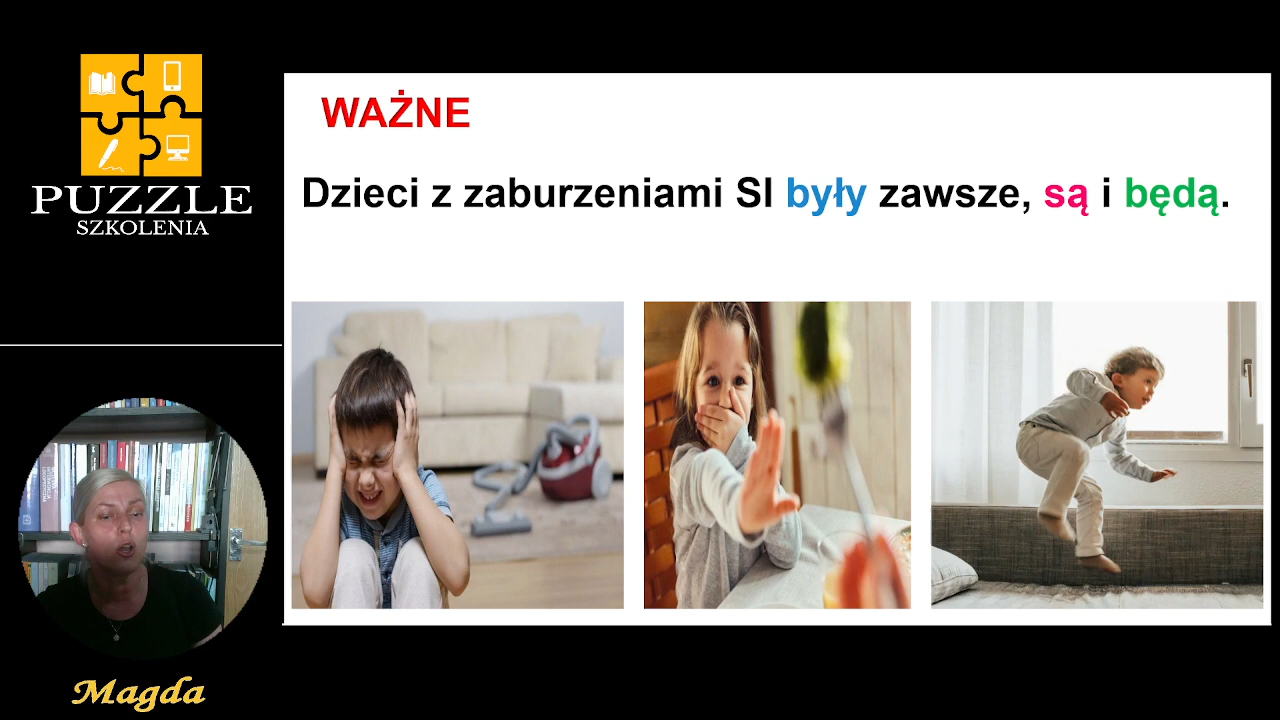 PUZZLE
SZKOLENIA
WAŻNE
Dzieci z zaburzeniami SI były zawsze, są i będą.
Magda